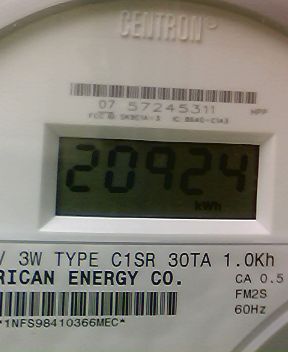 CENTRON®
07 57245311
20924
kWh
V 3W TYPE C1SR 30TA 1.0Kh
RICAN ENERGY CO.
CA 0.5
FM2S
60Hz
*1NFS98410366MEC*